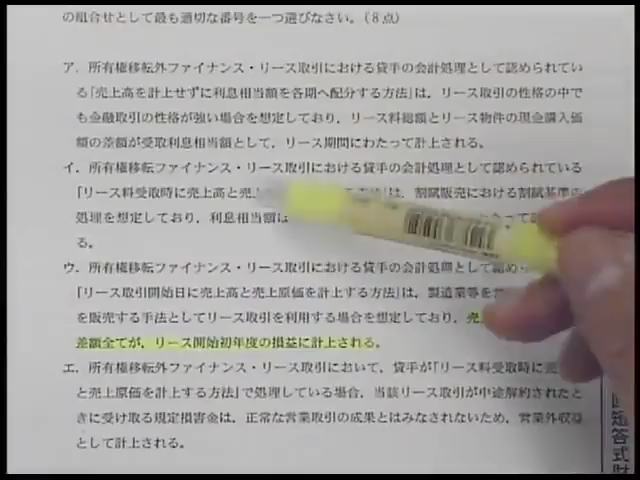 の組合せとして最も適切な番号を一つ選びなさい。（8点）
ア．所有権移転外ファイナンス・リース取引における貸手の会計処理として認められてい
る「売上高を計上せずに利息相当額を各期へ配分する方法」は，リース取引の性格の中で
も金融取引の性格が強い場合を想定しており，リース料総額とリース物件の現金購入価
額の差額が受取利息相当額として，リース期間にわたって計上される。
イ．所有権移転外ファイナンス・リース取引における貸手の会計処理として認められている
「リース料受取時に売上高と売 は，割賦販売における割賦基準の
処理を想定しており，利息相当額は
る。
ウ．所有権移転ファイナンス・リース取引における貸手の会計処理として認め
「リース取引開始日に売上高と売上原価を計上する方法」は，製造業等を
を販売する手法としてリース取引を利用する場合を想定しており，売
差額全てが，リース開始初年度の損益に計上される。
エ．所有権移転外ファイナンス・リース取引において，貸手が「リース料受取時に売
と売上原価を計上する方法」で処理している場合，当該リース取引が中途解約されたと
きに受け取る規定損害金は，正常な営業取引の成果とはみなされないため，営業外収益
として計上される。
短答式財